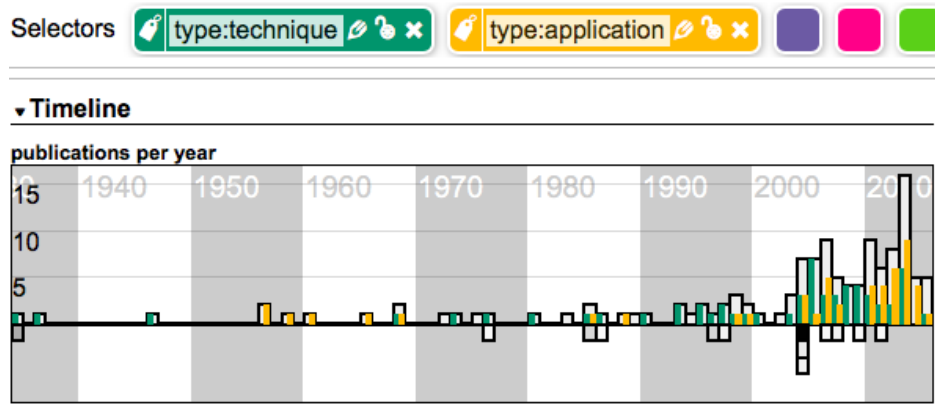 Selectors type:technique type:application
Timeline
publications per year
1940 1950 1960 1970 1980 1990 2000
15
10
5